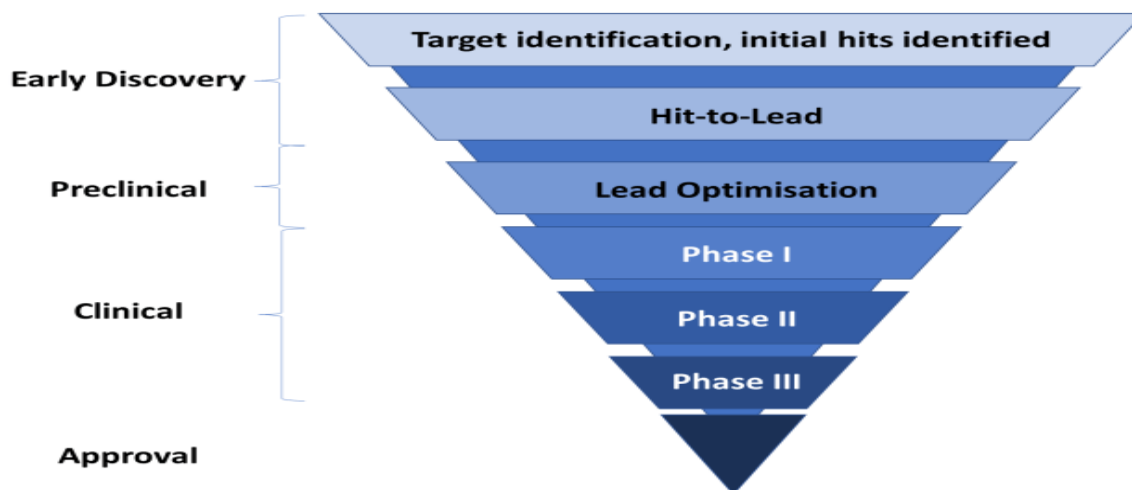 Target identification, initial hits identified
Early Discovery
Hit-to-Lead
Preclinical
Lead Optimisation
Phase I
Clinical
Phase II
Phase III
Approval